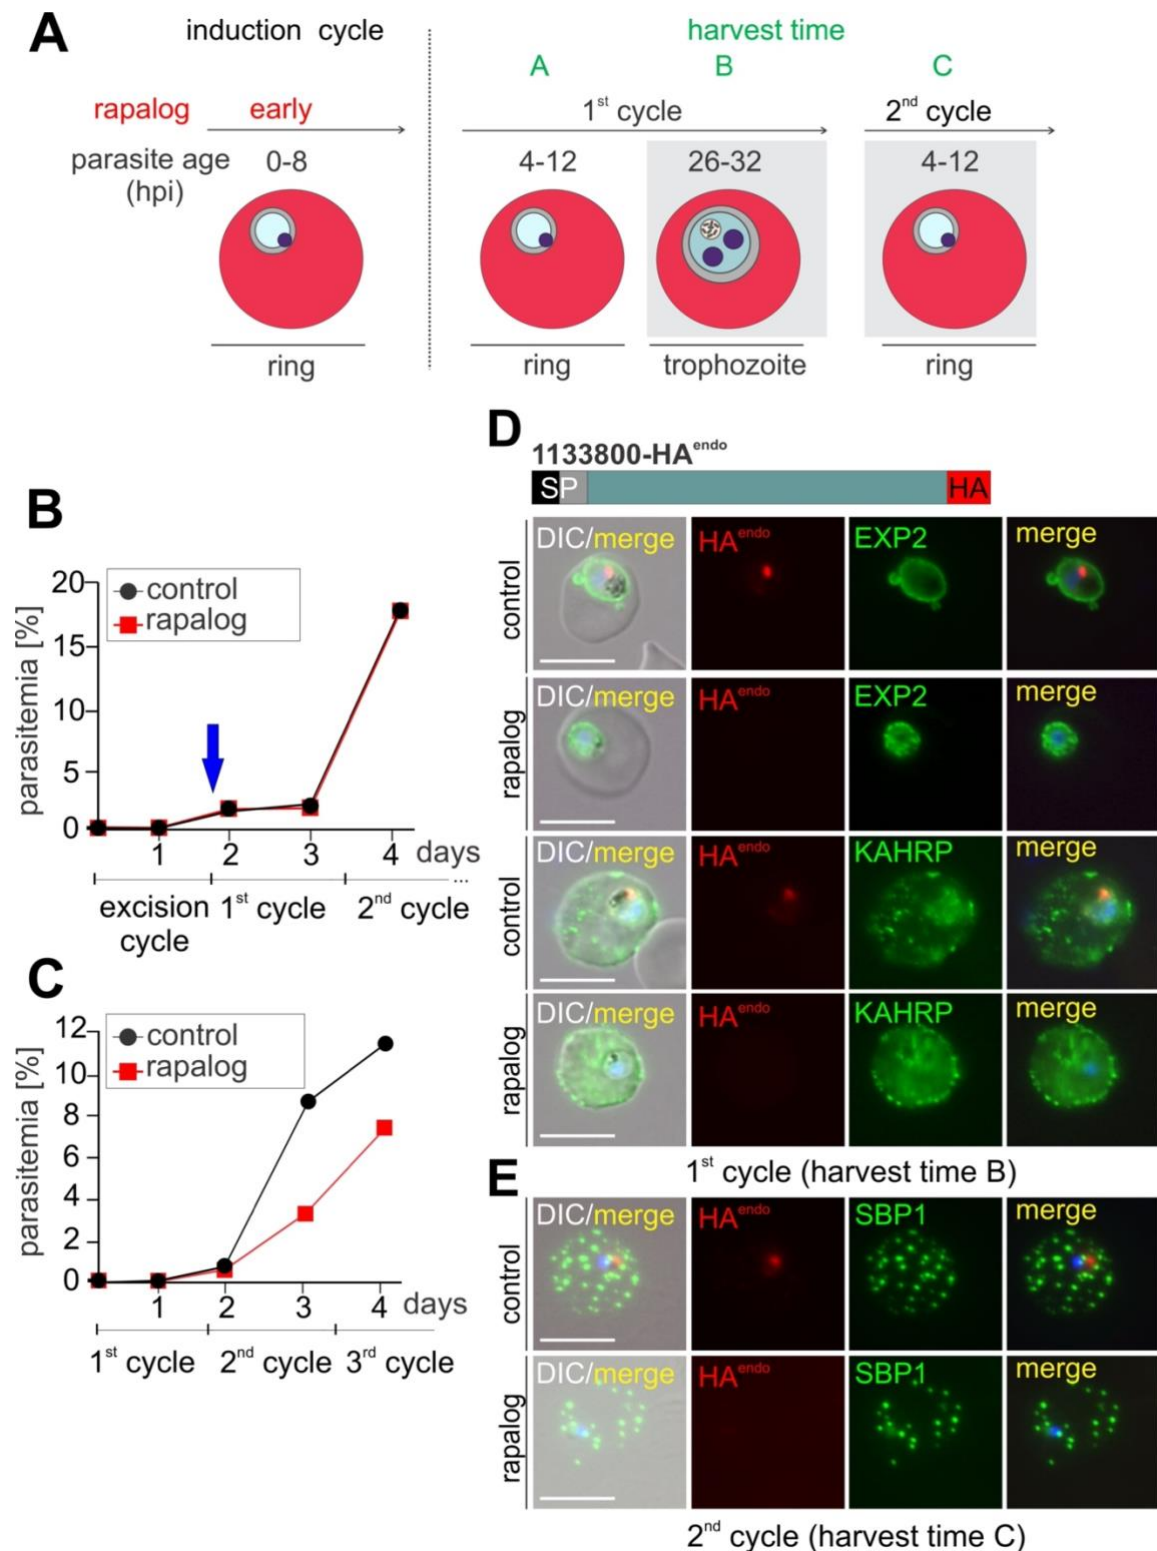 A
induction cycle
harvest time
A B C
1st cycle
2nd cycle
rapalog early
parasite age
(hpi)
0-8
4-12
26-32
4-12
ring
ring
trophozoite
ring
B
parasitemia [%]
20
15
10
5
0
control
rapalog
1 2 3 4 days
excision
cycle
1st cycle
2nd cycle
...
C
parasitemia [%]
12
10
8
6
4
2
0
control
rapalog
1 2 3 4 days
1st cycle
2nd cycle
3rd cycle
D
1133800-HAendo
SP HA
control
DIC/merge HAendo EXP2 merge
rapalog
DIC/merge HAendo EXP2 merge
control
DIC/merge HAendo KAHRP merge
rapalog
DIC/merge HAendo KAHRP merge
1st cycle (harvest time B)
E
control
DIC/merge HAendo SBP1 merge
rapalog
DIC/merge HAendo SBP1 merge
2nd cycle (harvest time C)